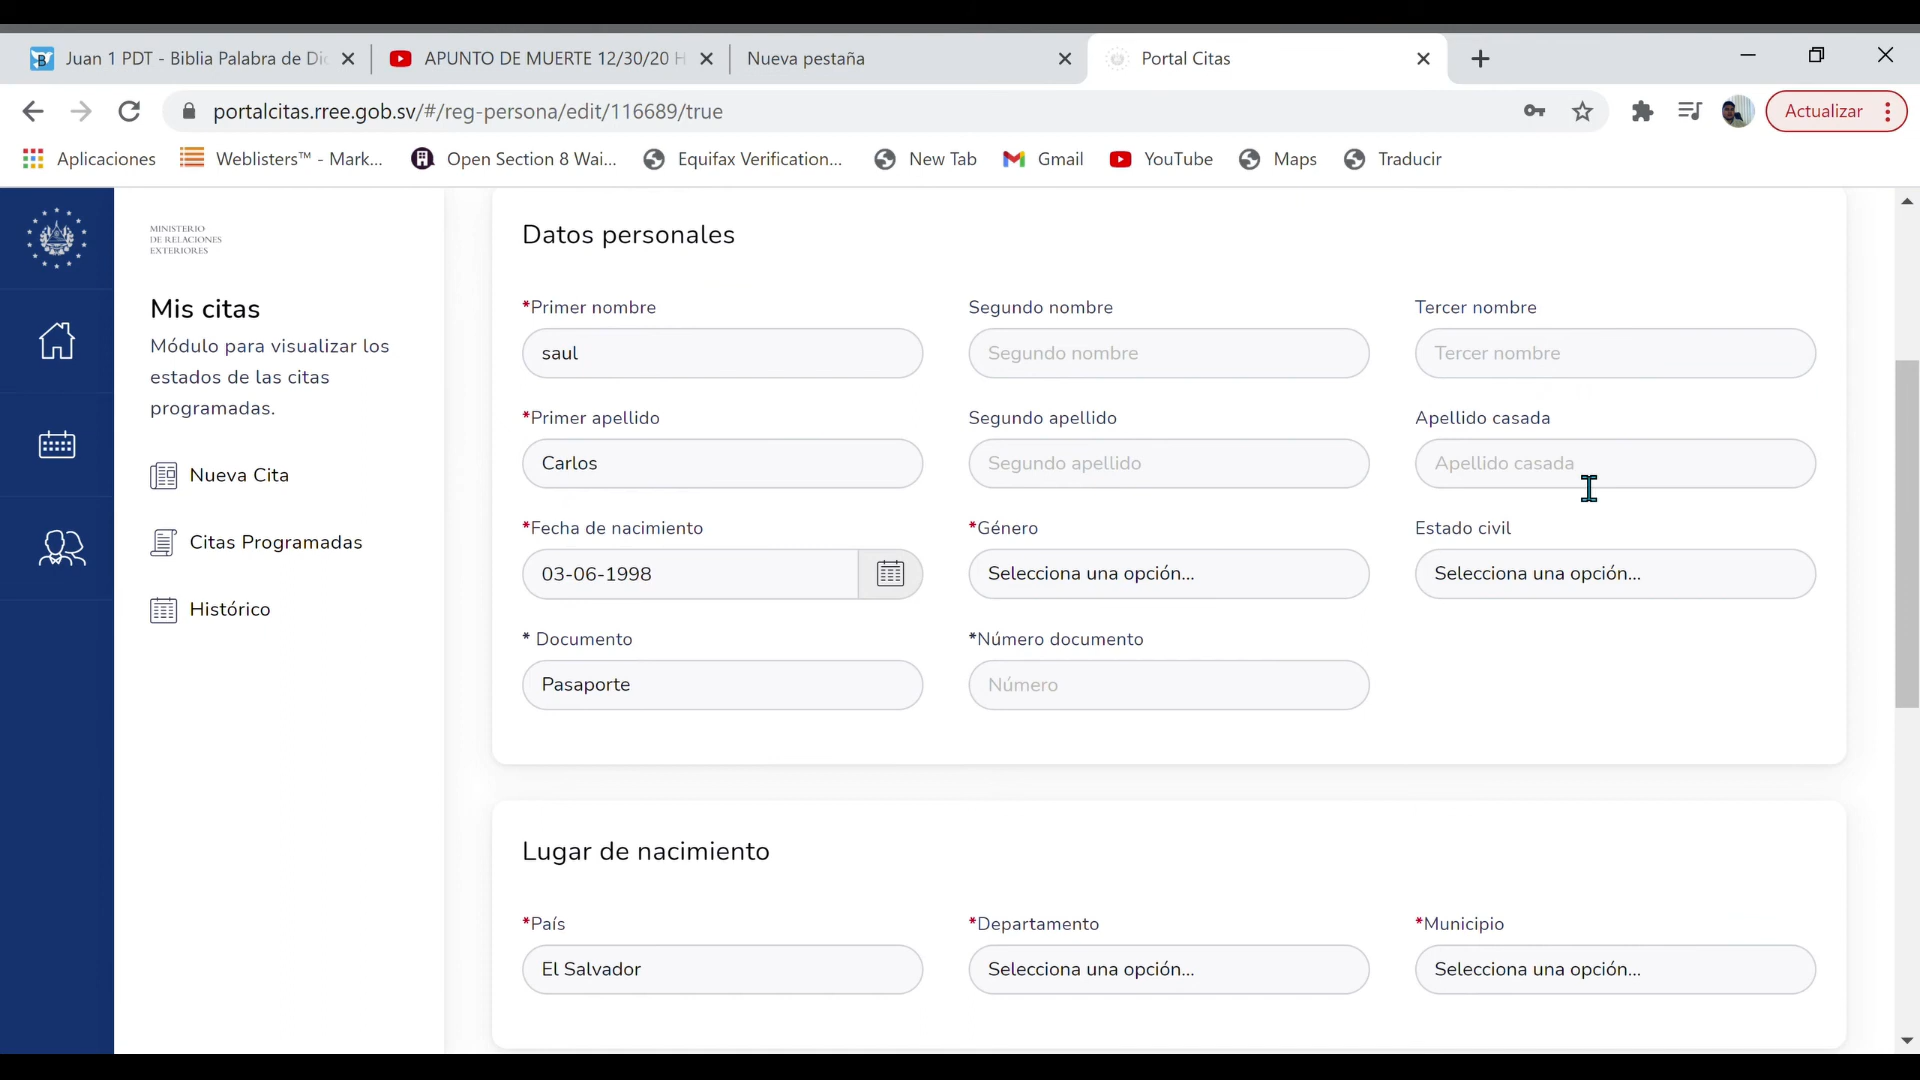 Juan 1 PDT - Biblia Palabra de Di
APUNTO DE MUERTE 12/30/20 H
Nueva pestaña
Portal Citas
portalcitas.rree.gob.sv/#/reg-persona/edit/116689/true
Actualizar
Aplicaciones
Weblisters™ - Mark...
Open Section 8 Wai...
Equifax Verification...
New Tab
Gmail
YouTube
Maps
Traducir
MINISTERIO
DE RELACIONES
EXTERIORES
Mis citas
Módulo para visualizar los
estados de las citas
programadas.
Nueva Cita
Citas Programadas
Histórico
Datos personales
*Primer nombre
Segundo nombre
Tercer nombre
saul
Segundo nombre
Tercer nombre
*Primer apellido
Segundo apellido
Apellido casada
Carlos
Segundo apellido
Apellido casada
*Fecha de nacimiento
*Género
Estado civil
03-06-1998
Selecciona una opción...
Selecciona una opción...
* Documento
*Número documento
Pasaporte
Número
Lugar de nacimiento
*País
*Departamento
*Municipio
El Salvador
Selecciona una opción...
Selecciona una opción...